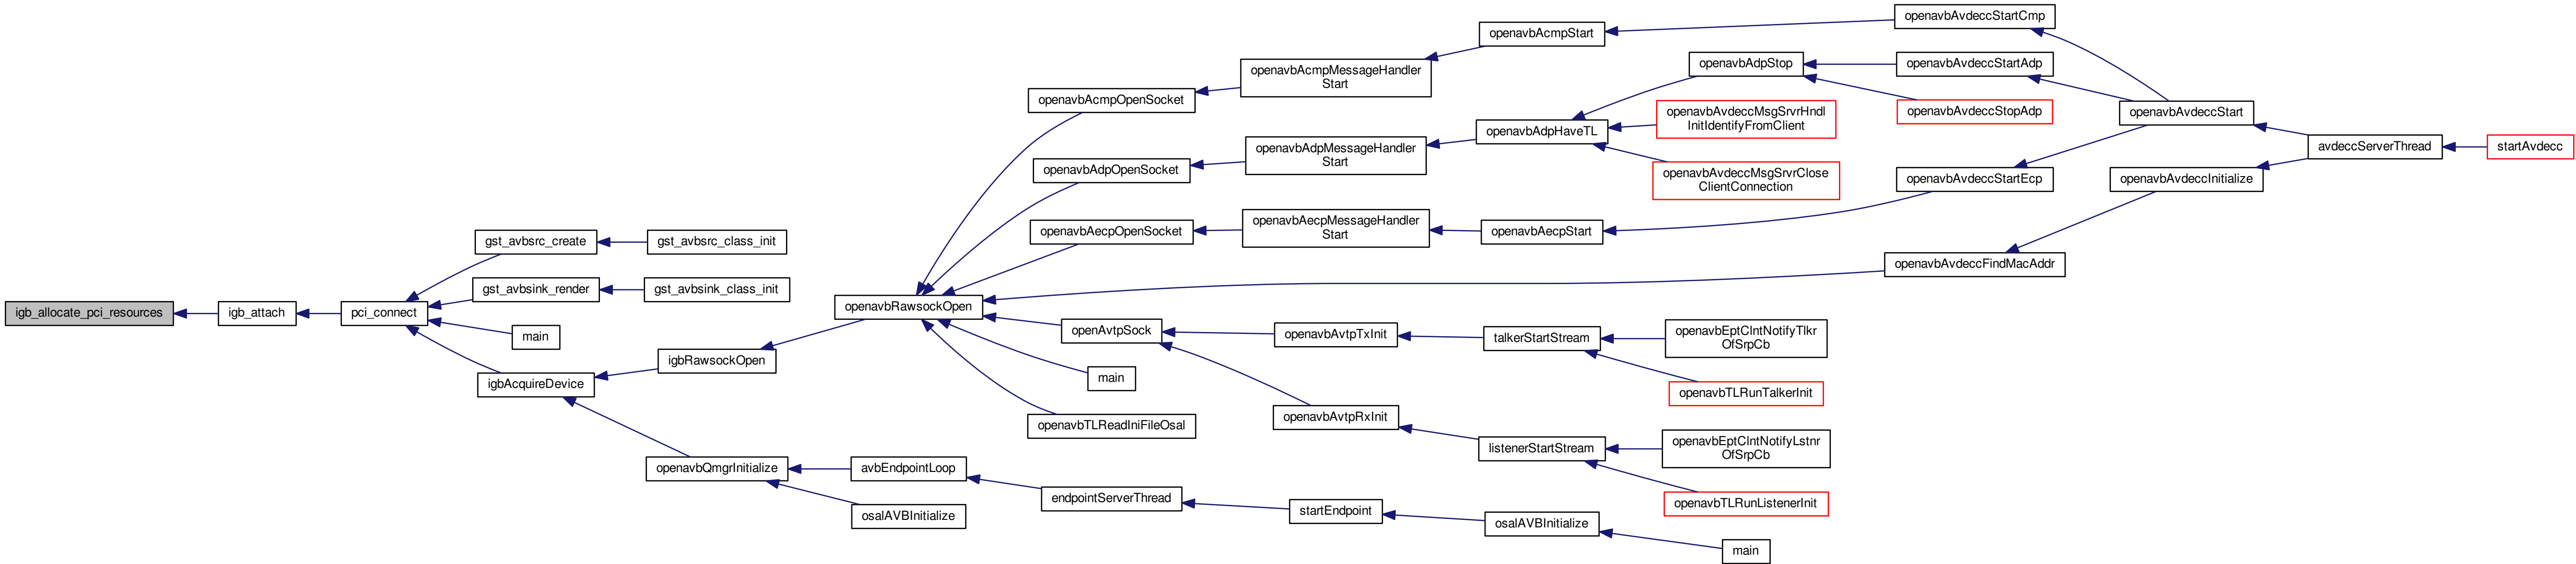 igb_allocate_pci_resources
igb_attach
pci_connect
gst_avbsrc_create
gst_avbsrc_class_init
gst_avbsink_render
gst_avbsink_class_init
main
igbAcquireDevice
igbRawsockOpen
openavbRawsockOpen
openavbAcmpOpenSocket
openavbAcmpMessageHandler
Start
openavbAcmpStart
openavbAvdeccStartCmp
openavbAvdeccStart
avdeccServerThread
startAvdecc
openavbAdpOpenSocket
openavbAdpMessageHandler
Start
openavbAdpHaveTL
openavbAdpStop
openavbAvdeccStartAdp
openavbAvdeccStopAdp
openavbAvdeccMsgSrvrHndl
InitIdentifyFromClient
openavbAvdeccMsgSrvrClose
ClientConnection
openavbAecpOpenSocket
openavbAecpMessageHandler
Start
openavbAecpStart
openavbAvdeccStartEcp
openavbAvdeccFindMacAddr
openavbAvdeccInitialize
openAvtpSock
openavbAvtpTxInit
talkerStartStream
openavbEptClntNotifyTlkr
OfSrpCb
openavbTLRunTalkerInit
openavbAvtpRxInit
listenerStartStream
openavbEptClntNotifyLstnr
OfSrpCb
openavbTLRunListenerInit
main
openavbTLReadIniFileOsal
openavbQmgrInitialize
avbEndpointLoop
endpointServerThread
startEndpoint
osalAVBInitialize
main
osalAVBInitialize